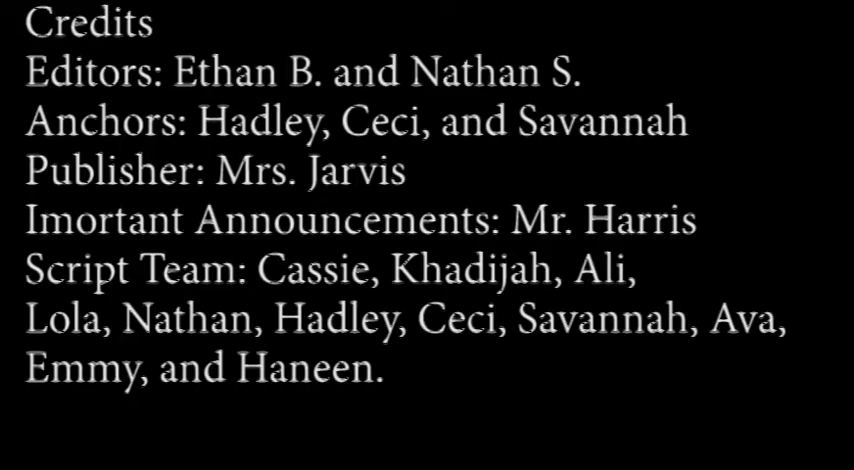 Credits
Editors: Ethan B. and Nathan S.
Anchors: Hadley, Ceci, and Savannah
Publisher: Mrs. Jarvis
Imortant Announcements: Mr. Harris
Script Team: Cassie, Khadijah, Ali,
Lola, Nathan, Hadley, Ceci, Savannah, Ava,
Emmy, and Haneen.